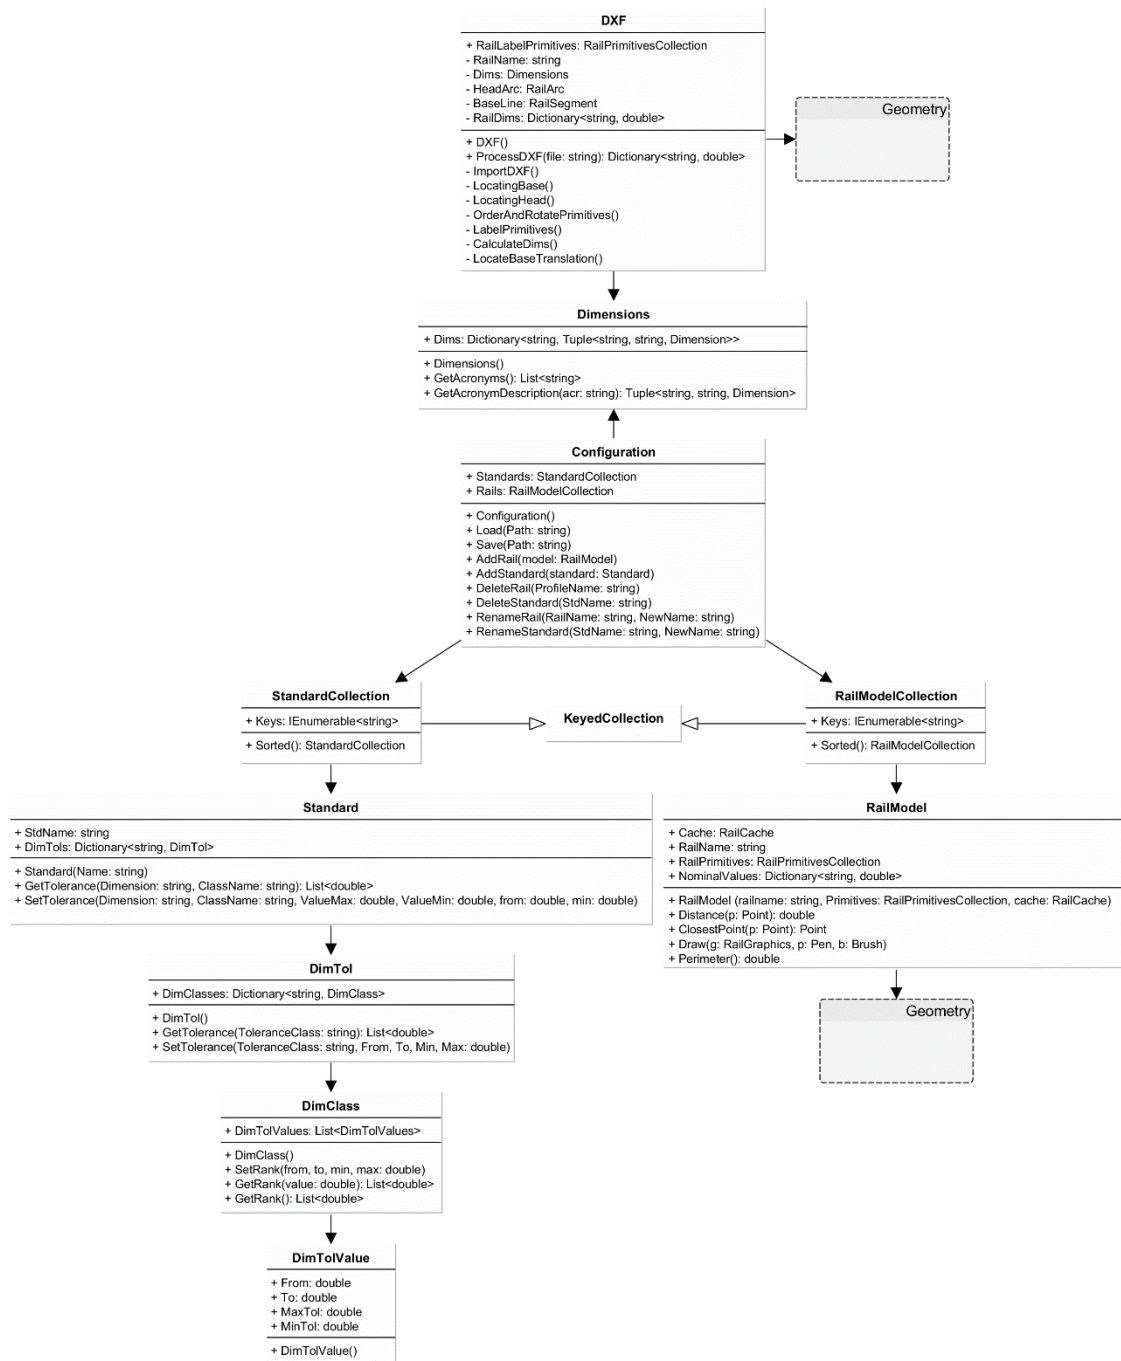 DXF
+ RailLabelPrimitives: RailPrimitivesCollection
- RailName: string
- Dims: Dimensions
- HeadArc: RailArc
- BaseLine: RailSegment
- RailDims: Dictionary<string, double>
+ DXF()
+ ProcessDXF(file: string): Dictionary<string, double>
- ImportDXF()
- LocatingBase()
- LocatingHead()
- OrderAndRotatePrimitives()
- LabelPrimitives()
- CalculateDims()
- LocateBaseTranslation()
Geometry
Dimensions
+ Dims: Dictionary<string, Tuple<string, string, Dimension>>
+ Dimensions()
+ GetAcronyms(): List<string>
+ GetAcronymDescription(acr: string): Tuple<string, string, Dimension>
Configuration
+ Standards: StandardCollection
+ Rails: RailModelCollection
+ Configuration()
+ Load(Path: string)
+ Save(Path: string)
+ AddRail(model: RailModel)
+ AddStandard(standard: Standard)
+ DeleteRail(ProfileName: string)
+ DeleteStandard(StdName: string)
+ RenameRail(RailName: string, NewName: string)
+ RenameStandard(StdName: string, NewName: string)
StandardCollection
+ Keys: IEnumerable<string>
+ Sorted(): StandardCollection
KeyedCollection
RailModelCollection
+ Keys: IEnumerable<string>
+ Sorted(): RailModelCollection
Standard
+ StdName: string
+ DimTols: Dictionary<string, DimTol>
+ Standard(Name: string)
+ GetTolerance(Dimension: string, ClassName: string): List<double>
+ SetTolerance(Dimension: string, ClassName: string, ValueMax: double, ValueMin: double, from: double, min: double)
RailModel
+ Cache: RailCache
+ RailName: string
+ RailPrimitives: RailPrimitivesCollection
+ NominalValues: Dictionary<string, double>
+ RailModel (railname: string, Primitives: RailPrimitivesCollection, cache: RailCache)
+ Distance(p: Point): double
+ ClosestPoint(p: Point): Point
+ Draw(g: RailGraphics, p: Pen, b: Brush)
+ Perimeter(): double
Geometry
DimTol
+ DimClasses: Dictionary<string, DimClass>
+ DimTol()
+ GetTolerance(ToleranceClass: string): List<double>
+ SetTolerance(ToleranceClass: string, From, To, Min, Max: double)
DimClass
+ DimTolValues: List<DimTolValues>
+ DimClass()
+ SetRank(from, to, min, max: double)
+ GetRank(value: double): List<double>
+ GetRank(): List<double>
DimTolValue
+ From: double
+ To: double
+ MaxTol: double
+ MinTol: double
+ DimTolValue()